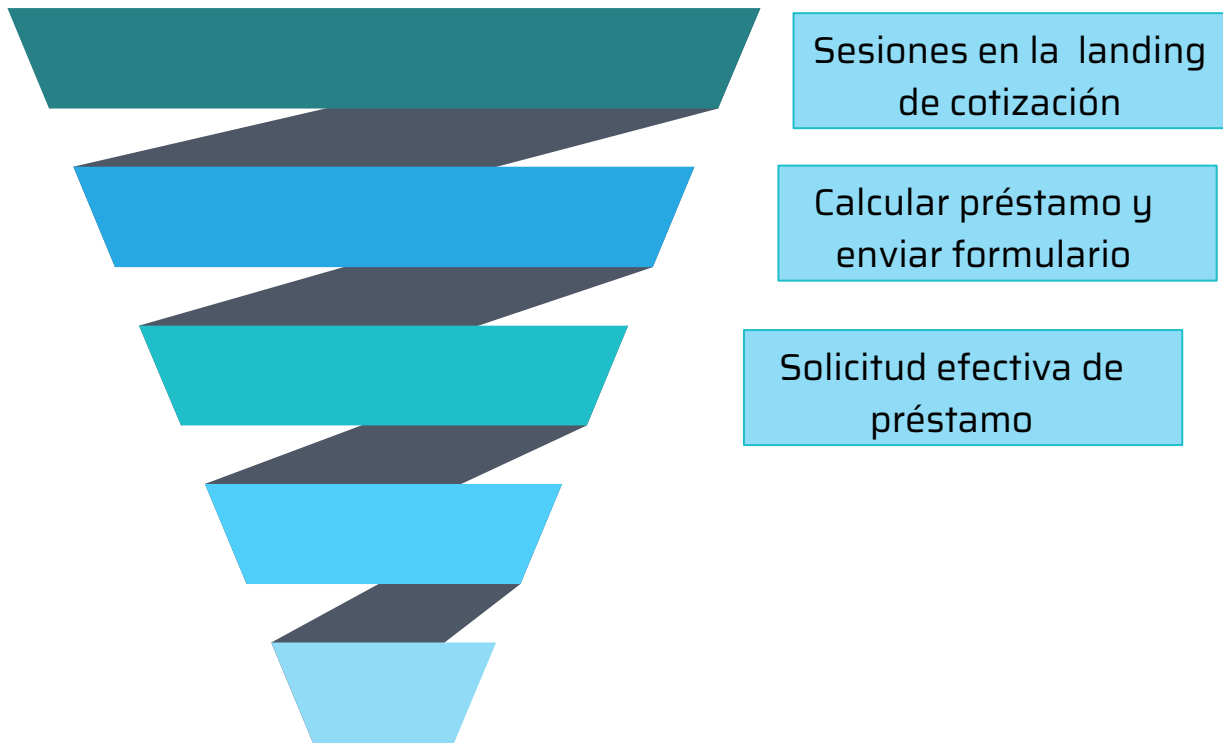 Sesiones en la landing
de cotización
Calcular préstamo y
enviar formulario
Solicitud efectiva de
préstamo